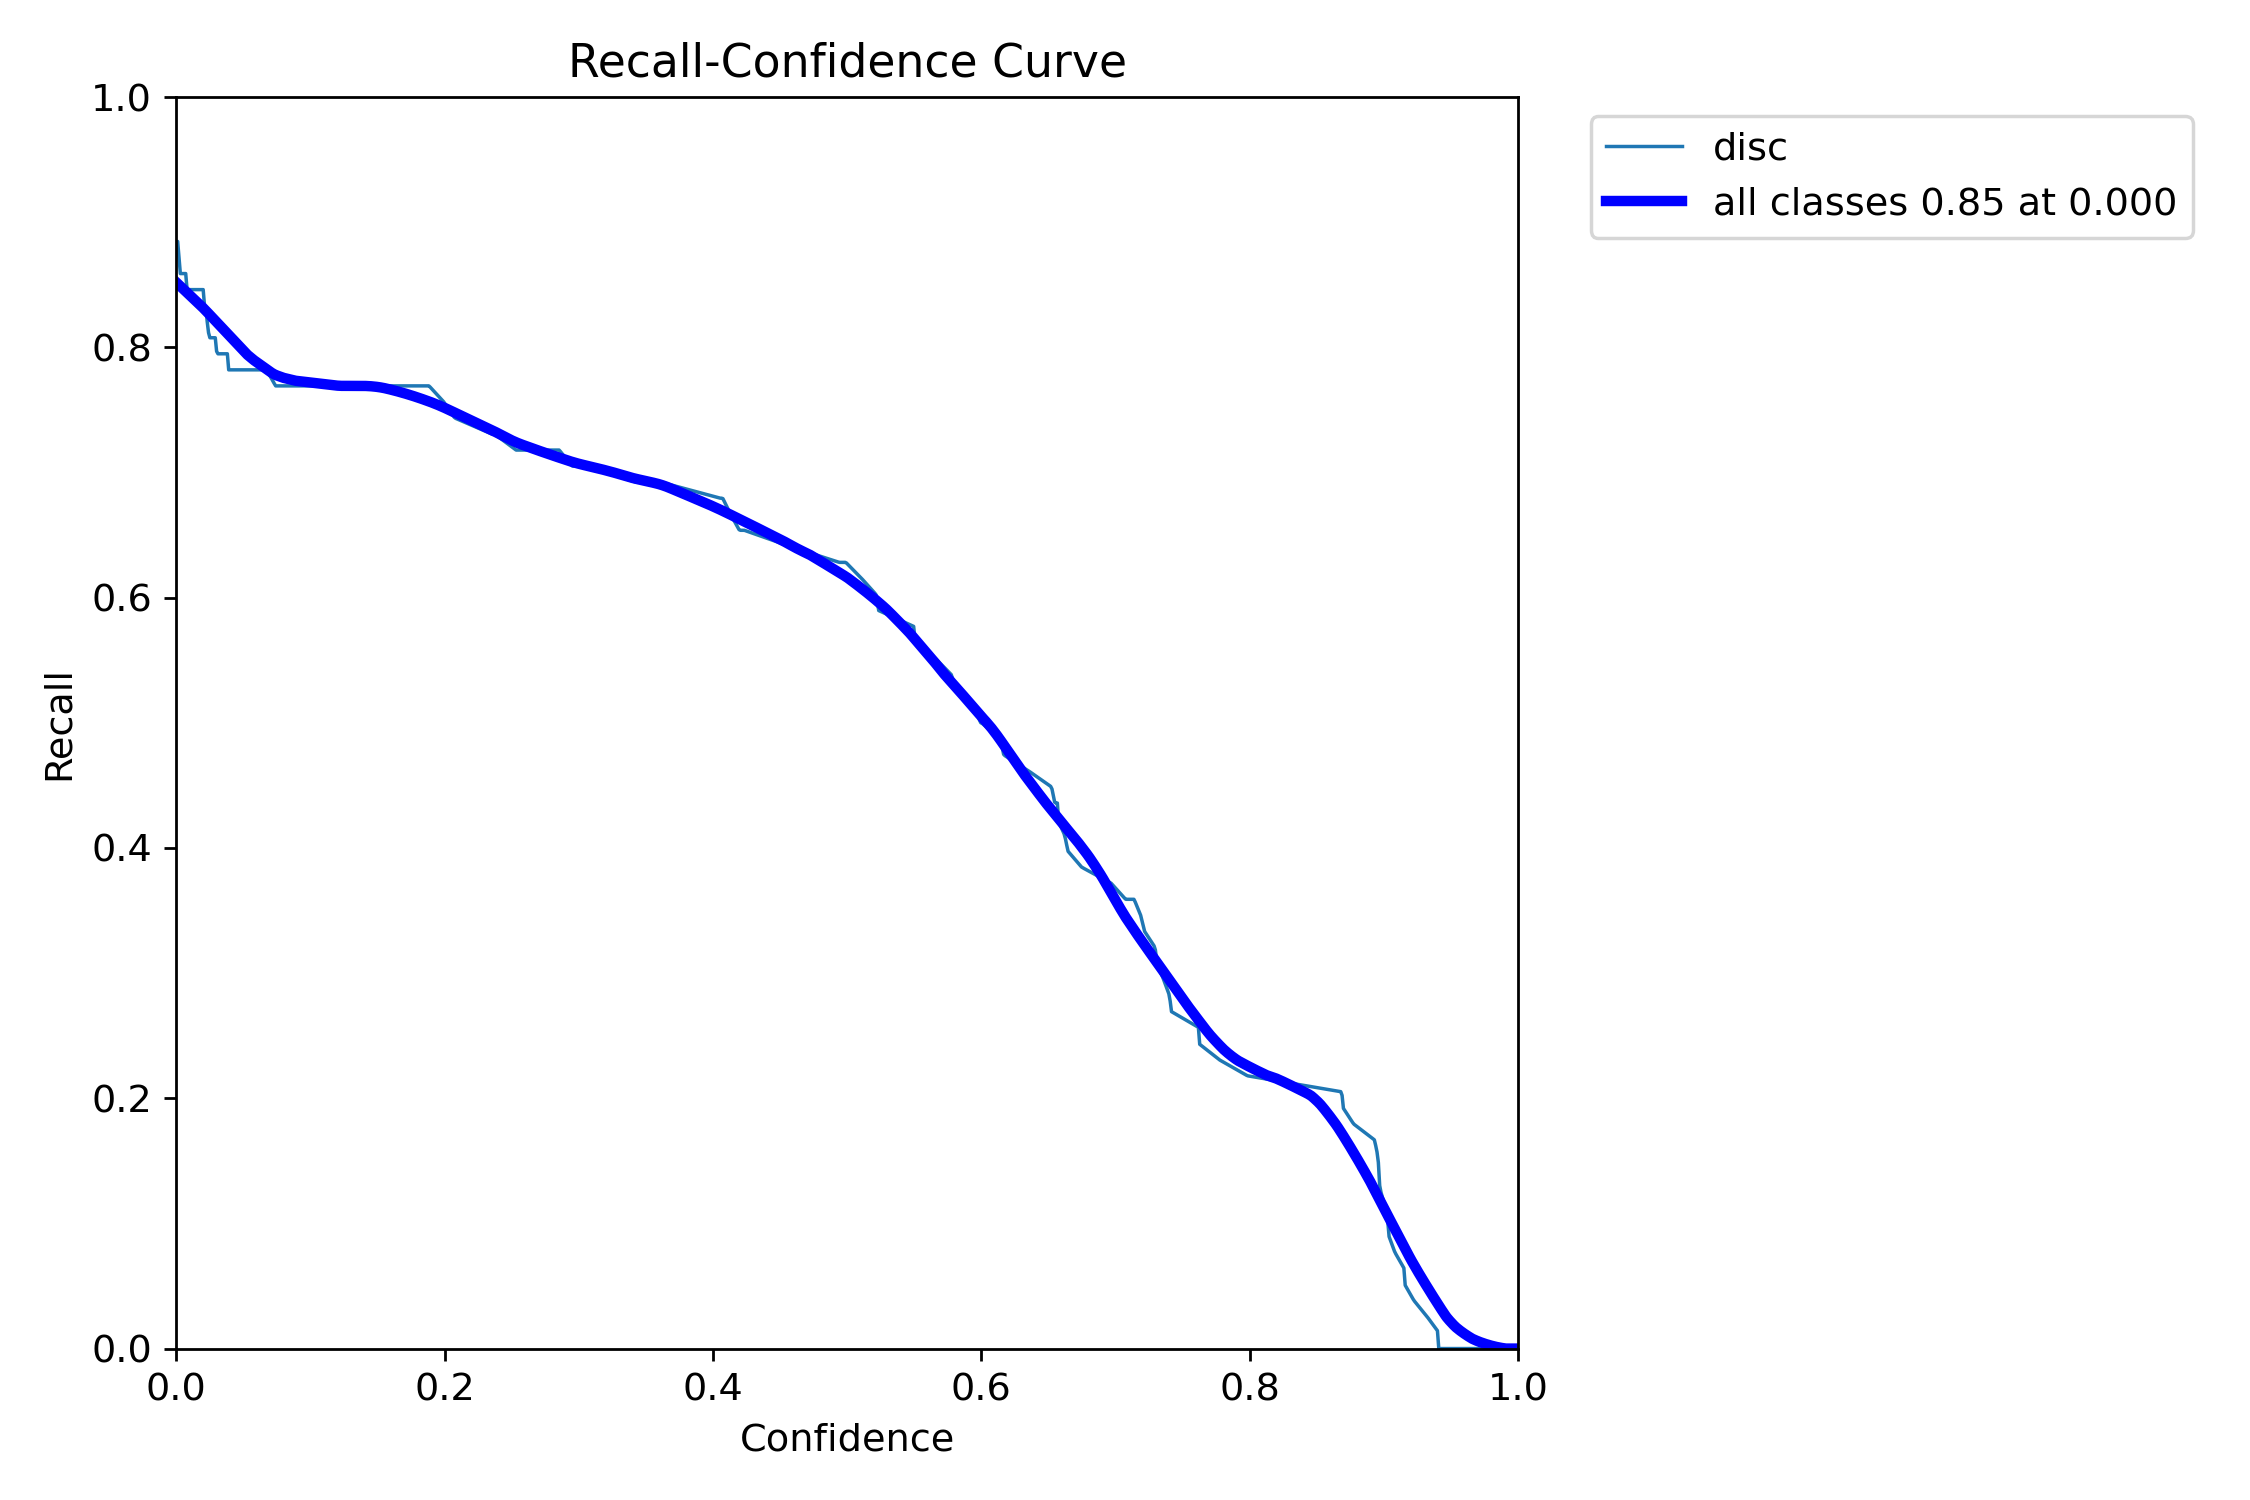 Recall-Confidence Curve
1.0
0.8
0.6
0.4
0.2
0.0
Recall
0.0 0.2 0.4 0.6 0.8 1.0
Confidence
disc
all classes 0.85 at 0.000